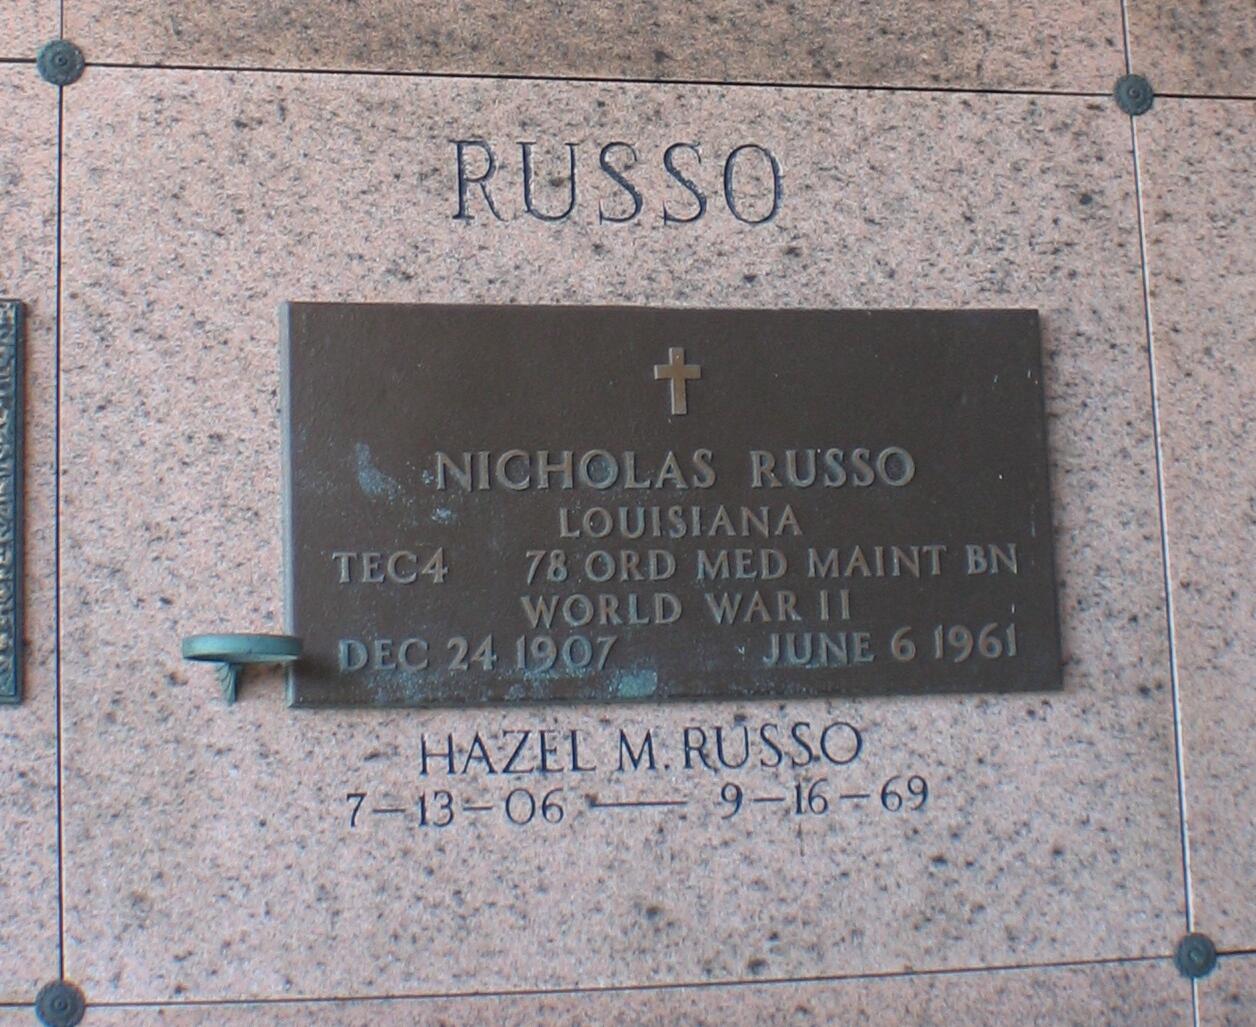 RUSSO
NICHOLAS RUSSO
LOUISIANA
TEC4 78 ORD MED MAINT BN
WORLD WAR II
DEC 24 1907 JUNE 6 1961
HAZEL M. RUSSO
7-13-06 — 9-16-69